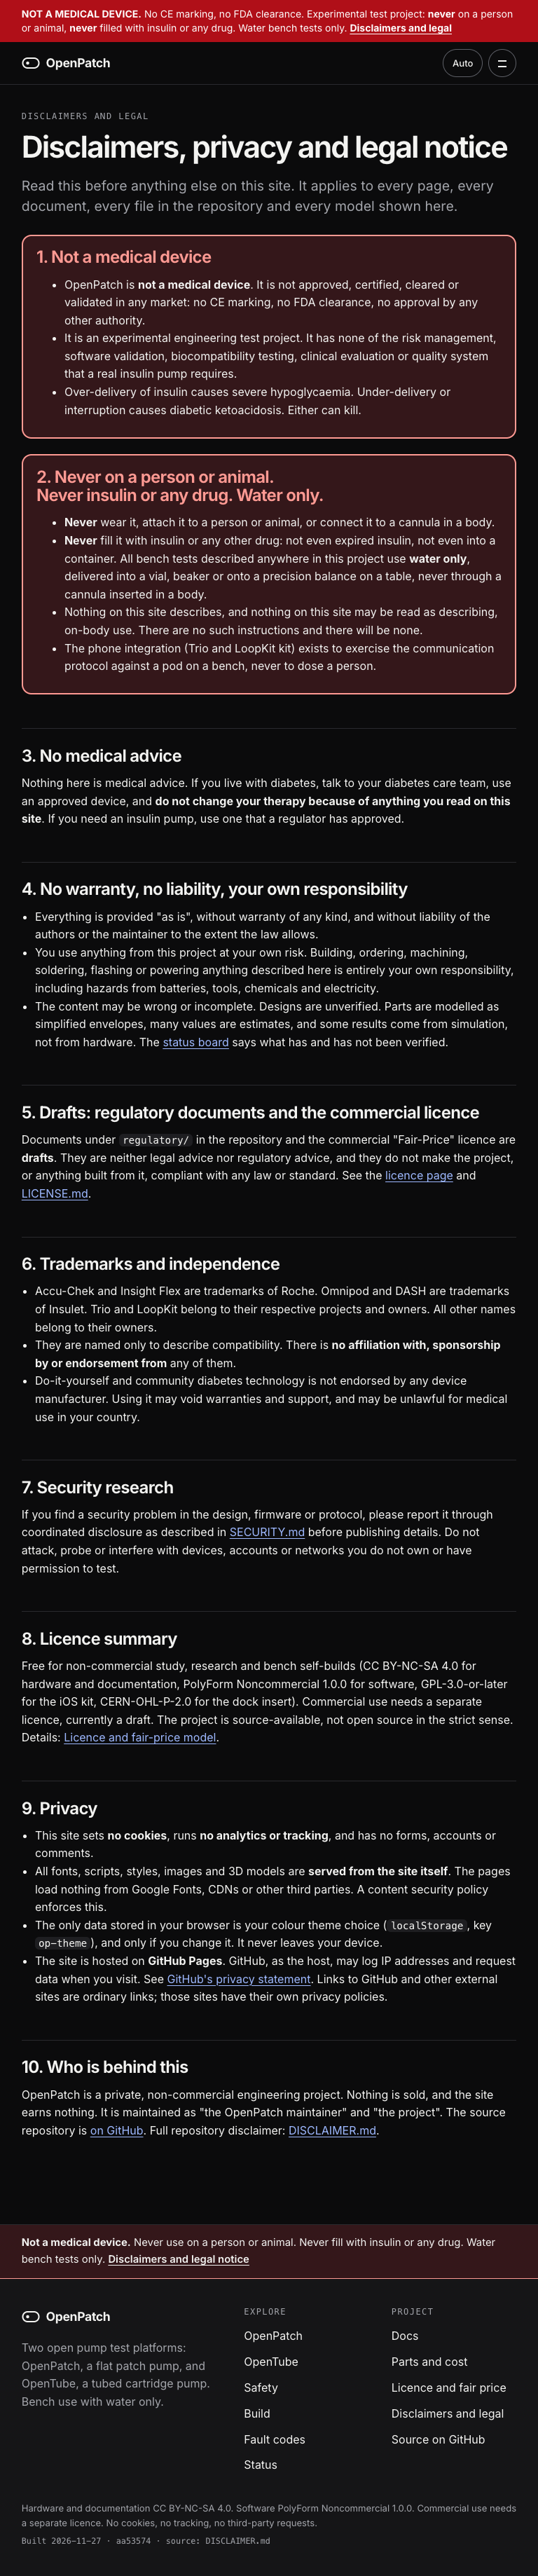 NOT A MEDICAL DEVICE. No CE marking, no FDA clearance. Experimental test project: never on a person
or animal, never filled with insulin or any drug. Water bench tests only. Disclaimers and legal
OpenPatch
Auto
DISCLAIMERS AND LEGAL
Disclaimers, privacy and legal notice
Read this before anything else on this site. It applies to every page, every
document, every file in the repository and every model shown here.
1. Not a medical device
• OpenPatch is not a medical device. It is not approved, certified, cleared or
validated in any market: no CE marking, no FDA clearance, no approval by any
other authority.
• It is an experimental engineering test project. It has none of the risk management,
software validation, biocompatibility testing, clinical evaluation or quality system
that a real insulin pump requires.
• Over-delivery of insulin causes severe hypoglycaemia. Under-delivery or
interruption causes diabetic ketoacidosis. Either can kill.
2. Never on a person or animal.
Never insulin or any drug. Water only.
• Never wear it, attach it to a person or animal, or connect it to a cannula in a body.
• Never fill it with insulin or any other drug: not even expired insulin, not even into a
container. All bench tests described anywhere in this project use water only,
delivered into a vial, beaker or onto a precision balance on a table, never through a
cannula inserted in a body.
• Nothing on this site describes, and nothing on this site may be read as describing,
on-body use. There are no such instructions and there will be none.
• The phone integration (Trio and LoopKit kit) exists to exercise the communication
protocol against a pod on a bench, never to dose a person.
3. No medical advice
Nothing here is medical advice. If you live with diabetes, talk to your diabetes care team, use
an approved device, and do not change your therapy because of anything you read on this
site. If you need an insulin pump, use one that a regulator has approved.
4. No warranty, no liability, your own responsibility
• Everything is provided "as is", without warranty of any kind, and without liability of the
authors or the maintainer to the extent the law allows.
• You use anything from this project at your own risk. Building, ordering, machining,
soldering, flashing or powering anything described here is entirely your own responsibility,
including hazards from batteries, tools, chemicals and electricity.
• The content may be wrong or incomplete. Designs are unverified. Parts are modelled as
simplified envelopes, many values are estimates, and some results come from simulation,
not from hardware. The status board says what has and has not been verified.
5. Drafts: regulatory documents and the commercial licence
Documents under regulatory/ in the repository and the commercial "Fair-Price" licence are
drafts. They are neither legal advice nor regulatory advice, and they do not make the project,
or anything built from it, compliant with any law or standard. See the licence page and
LICENSE.md.
6. Trademarks and independence
• Accu-Chek and Insight Flex are trademarks of Roche. Omnipod and DASH are trademarks
of Insulet. Trio and LoopKit belong to their respective projects and owners. All other names
belong to their owners.
• They are named only to describe compatibility. There is no affiliation with, sponsorship
by or endorsement from any of them.
• Do-it-yourself and community diabetes technology is not endorsed by any device
manufacturer. Using it may void warranties and support, and may be unlawful for medical
use in your country.
7. Security research
If you find a security problem in the design, firmware or protocol, please report it through
coordinated disclosure as described in SECURITY.md before publishing details. Do not
attack, probe or interfere with devices, accounts or networks you do not own or have
permission to test.
8. Licence summary
Free for non-commercial study, research and bench self-builds (CC BY-NC-SA 4.0 for
hardware and documentation, PolyForm Noncommercial 1.0.0 for software, GPL-3.0-or-later
for the iOS kit, CERN-OHL-P-2.0 for the dock insert). Commercial use needs a separate
licence, currently a draft. The project is source-available, not open source in the strict sense.
Details: Licence and fair-price model.
9. Privacy
• This site sets no cookies, runs no analytics or tracking, and has no forms, accounts or
comments.
• All fonts, scripts, styles, images and 3D models are served from the site itself. The pages
load nothing from Google Fonts, CDNs or other third parties. A content security policy
enforces this.
• The only data stored in your browser is your colour theme choice (localStorage, key
op-theme), and only if you change it. It never leaves your device.
• The site is hosted on GitHub Pages. GitHub, as the host, may log IP addresses and request
data when you visit. See GitHub's privacy statement. Links to GitHub and other external
sites are ordinary links; those sites have their own privacy policies.
10. Who is behind this
OpenPatch is a private, non-commercial engineering project. Nothing is sold, and the site
earns nothing. It is maintained as "the OpenPatch maintainer" and "the project". The source
repository is on GitHub. Full repository disclaimer: DISCLAIMER.md.
Not a medical device. Never use on a person or animal. Never fill with insulin or any drug. Water
bench tests only. Disclaimers and legal notice
OpenPatch
Two open pump test platforms:
OpenPatch, a flat patch pump, and
OpenTube, a tubed cartridge pump.
Bench use with water only.
EXPLORE
OpenPatch
OpenTube
Safety
Build
Fault codes
Status
PROJECT
Docs
Parts and cost
Licence and fair price
Disclaimers and legal
Source on GitHub
Hardware and documentation CC BY-NC-SA 4.0. Software PolyForm Noncommercial 1.0.0. Commercial use needs
a separate licence. No cookies, no tracking, no third-party requests.
Built 2026-11-27 · aa53574 · source: DISCLAIMER.md